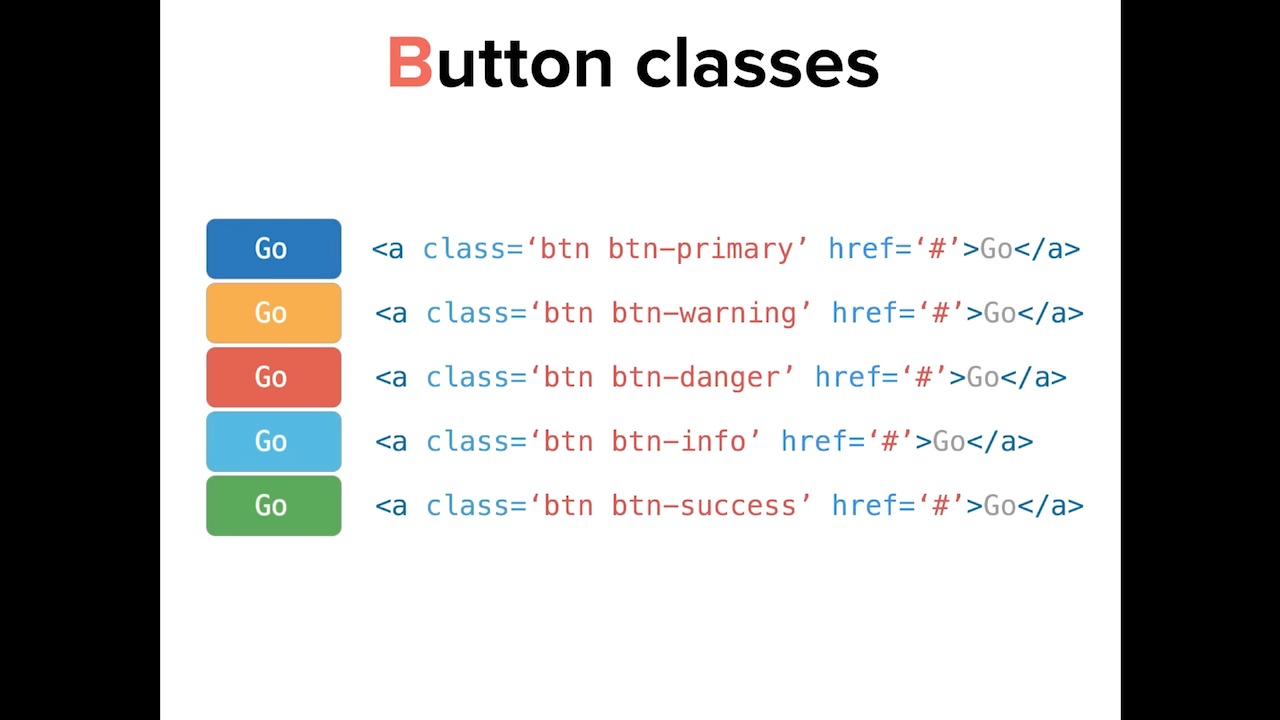 Button classes
Go <a class=‘btn btn-primary’ href=‘#’>Go</a>
Go <a class=‘btn btn-warning’ href=‘#’>Go</a>
Go <a class=‘btn btn-danger’ href=‘#’>Go</a>
Go <a class=‘btn btn-info’ href=‘#’>Go</a>
Go <a class=‘btn btn-success’ href=‘#’>Go</a>